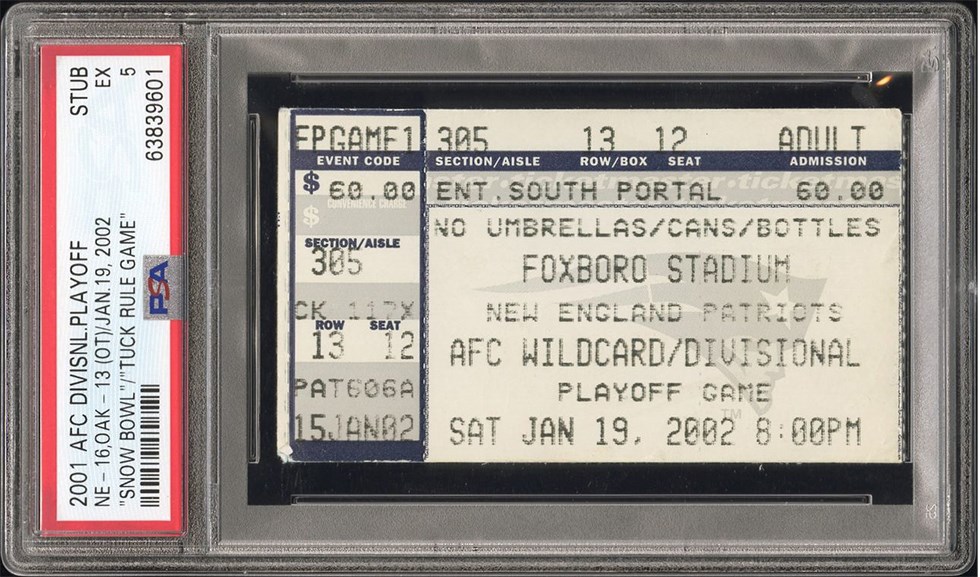 2001 AFC DIVISNL.PLAYOFF STUB
NE - 16,OAK - 13 (OT)/JAN.19, 2002 EX
"SNOW BOWL"/"TUCK RULE GAME" 5
63839601
PSA
EPGAME1 305 13 12 ADULT
EVENT CODE SECTION/AISLE ROW/BOX SEAT ADMISSION
$ 60.00 ENT.SOUTH PORTAL 60.00
$ CONVENIENCE CHARGE
NO UMBRELLAS/CANS/BOTTLES
SECTION/AISLE
305 FOXBORO STADIUM
CK 117X NEW ENGLAND PATRIOTS
ROW SEAT
13 12 AFC WILDCARD/DIVISIONAL
PAT606A PLAYOFF GAME
TM
15JAN02 SAT JAN 19, 2002 8:00PM